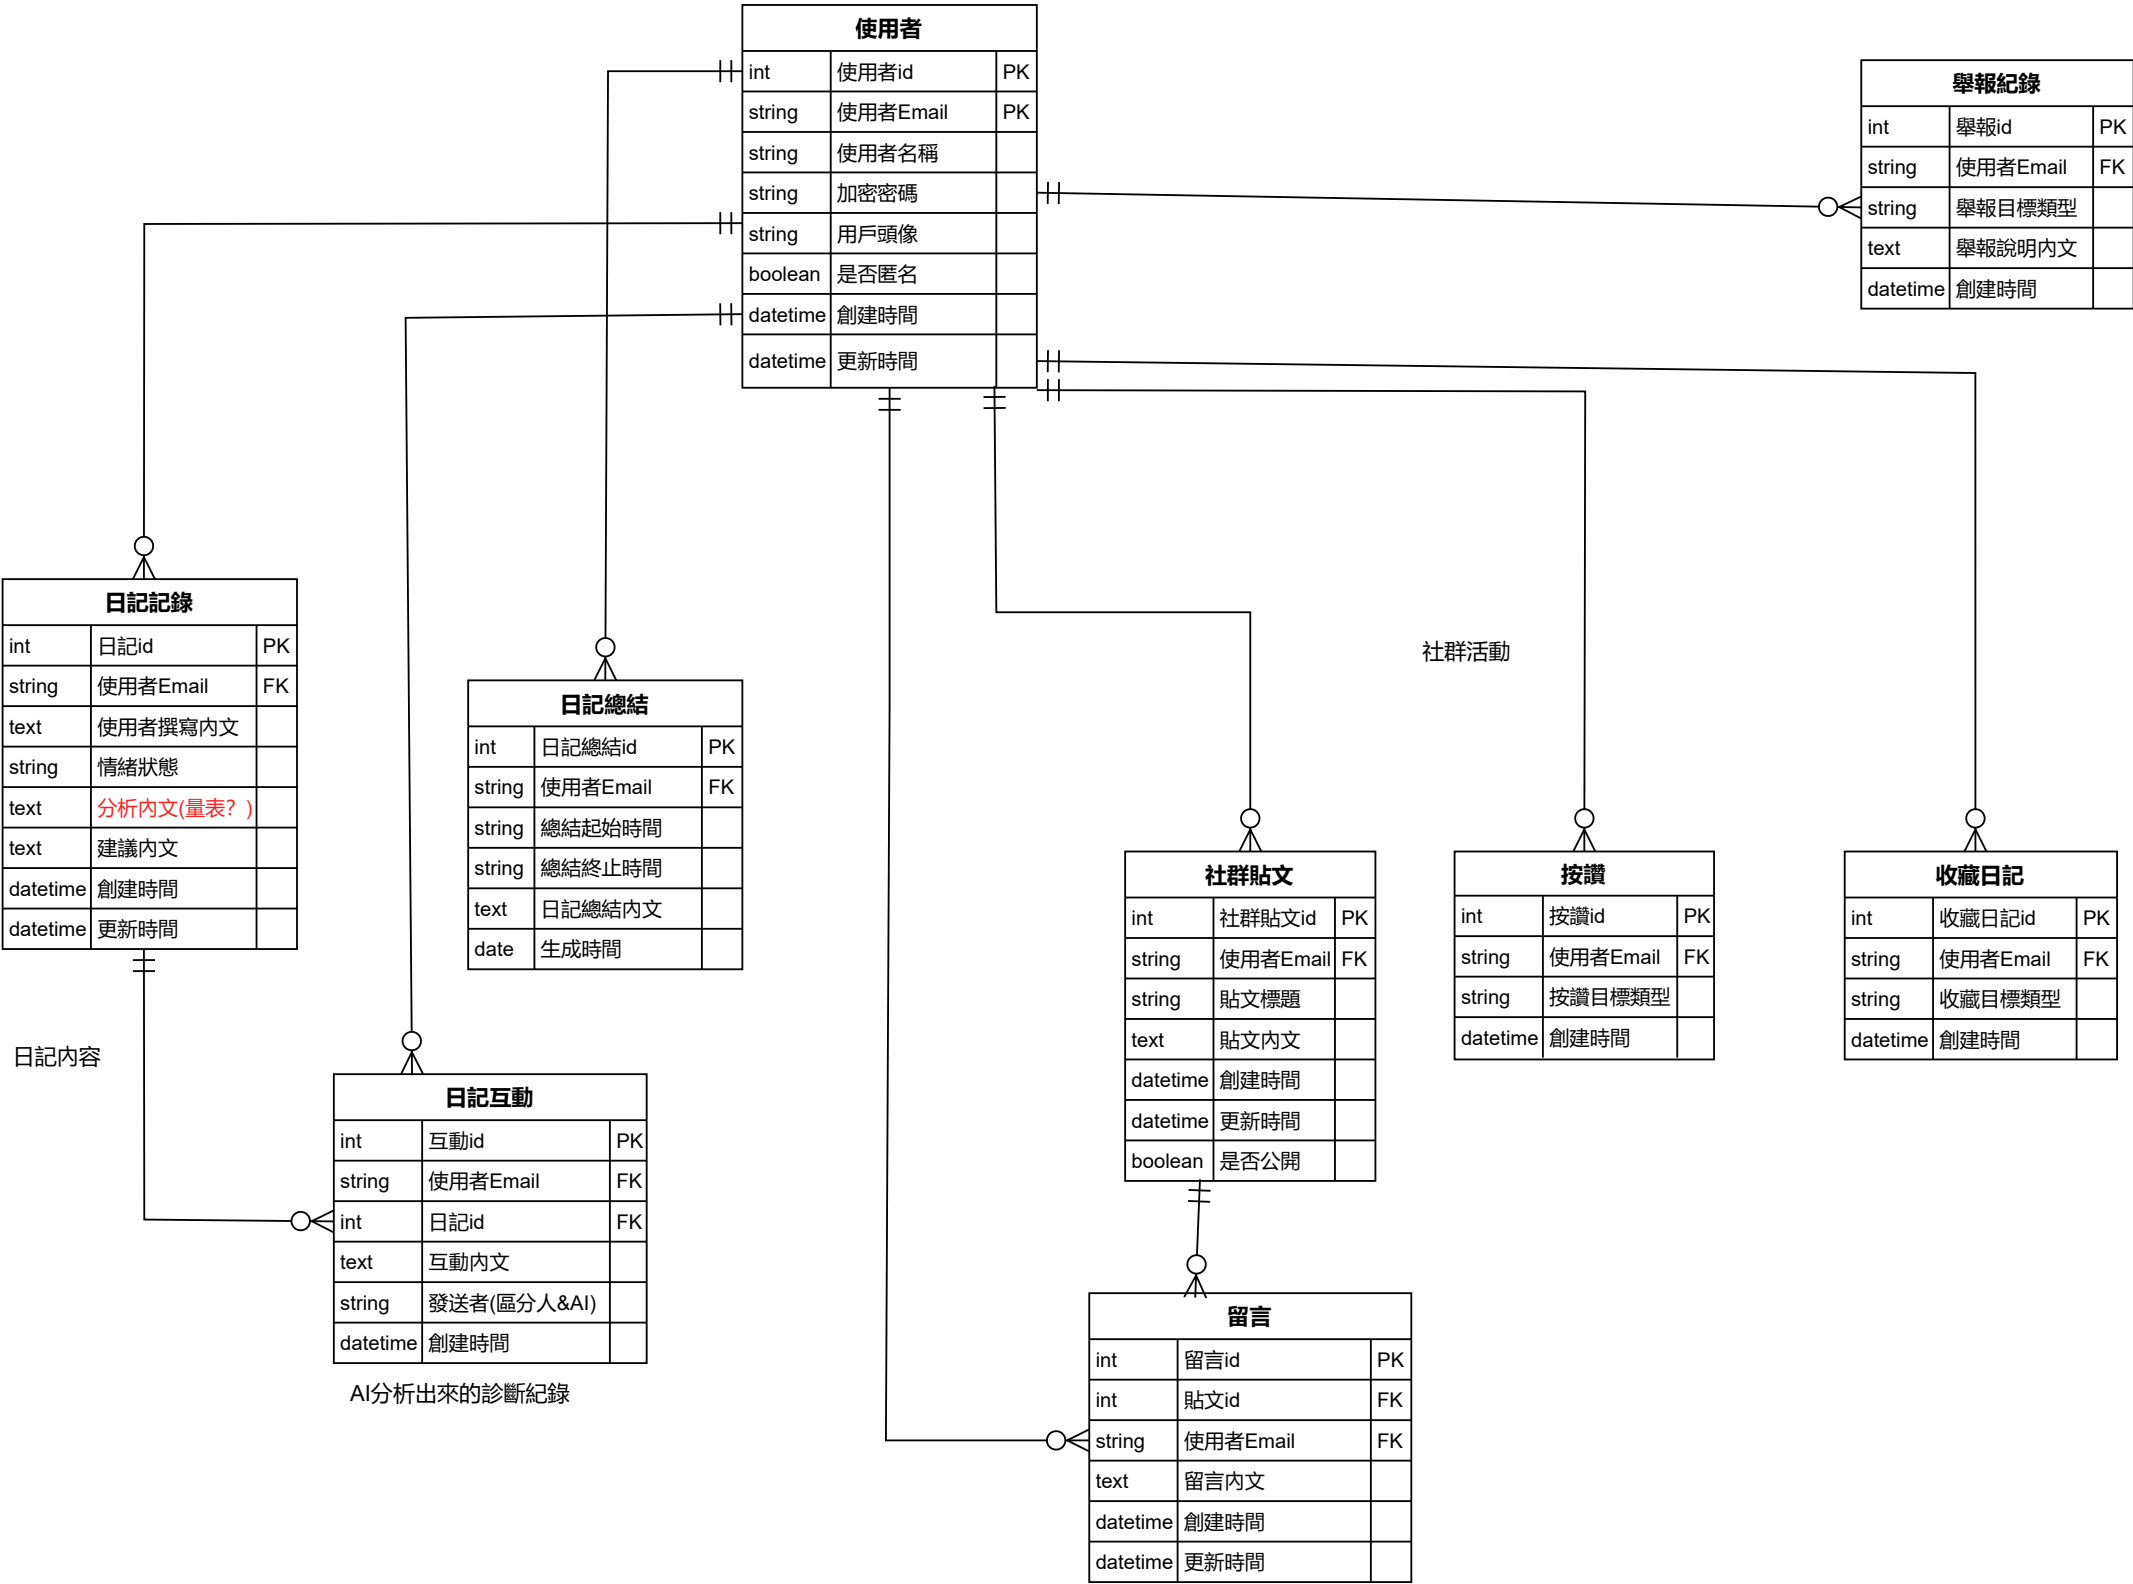 使用者
int 使用者id PK
string 使用者Email PK
string 使用者名稱
string 加密密碼
string 用戶頭像
boolean 是否匿名
datetime 創建時間
datetime 更新時間
舉報紀錄
int 舉報id PK
string 使用者Email FK
string 舉報目標類型
text 舉報說明內文
datetime 創建時間
日記記錄
int 日記id PK
string 使用者Email FK
text 使用者撰寫內文
string 情緒狀態
text 分析內文(量表？)
text 建議內文
datetime 創建時間
datetime 更新時間
日記總結
int 日記總結id PK
string 使用者Email FK
string 總結起始時間
string 總結終止時間
text 日記總結內文
date 生成時間
社群活動
社群貼文
int 社群貼文id PK
string 使用者Email FK
string 貼文標題
text 貼文內文
datetime 創建時間
datetime 更新時間
boolean 是否公開
按讚
int 按讚id PK
string 使用者Email FK
string 按讚目標類型
datetime 創建時間
收藏日記
int 收藏日記id PK
string 使用者Email FK
string 收藏目標類型
datetime 創建時間
日記內容
日記互動
int 互動id PK
string 使用者Email FK
int 日記id FK
text 互動內文
string 發送者(區分人&AI)
datetime 創建時間
AI分析出來的診斷紀錄
留言
int 留言id PK
int 貼文id FK
string 使用者Email FK
text 留言內文
datetime 創建時間
datetime 更新時間